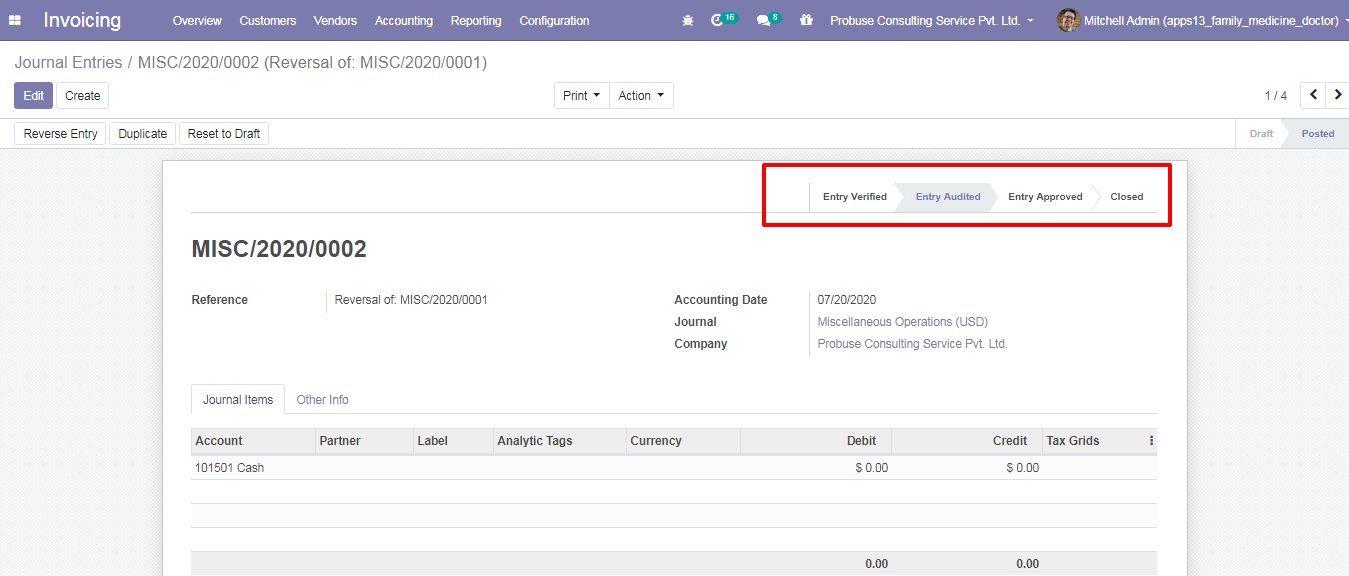 Invoicing Overview Customers Vendors Accounting Reporting Configuration 16 8 Probuse Consulting Service Pvt. Ltd. Mitchell Admin (apps13_family_medicine_doctor)
Journal Entries / MISC/2020/0002 (Reversal of: MISC/2020/0001)
Edit Create Print Action 1 / 4
Reverse Entry Duplicate Reset to Draft Draft Posted
Entry Verified Entry Audited Entry Approved Closed
MISC/2020/0002
Reference Reversal of: MISC/2020/0001 Accounting Date 07/20/2020
Journal Miscellaneous Operations (USD)
Company Probuse Consulting Service Pvt. Ltd.
Journal Items Other Info
Account Partner Label Analytic Tags Currency Debit Credit Tax Grids
101501 Cash $ 0.00 $ 0.00
0.00 0.00